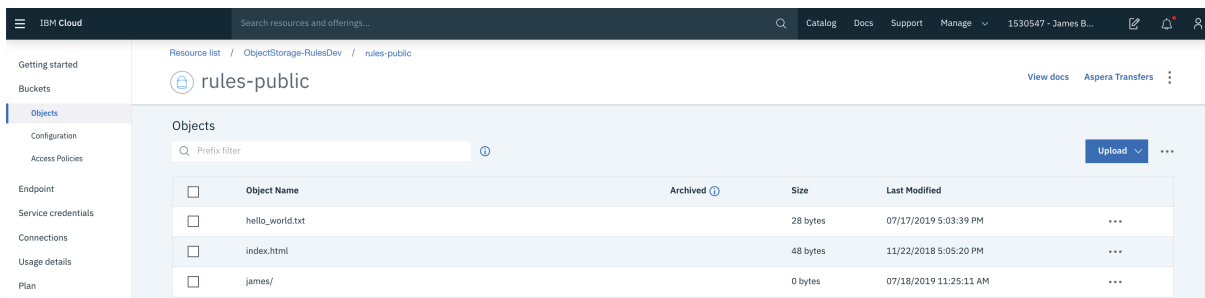 IBM Cloud Search resources and offerings... Catalog Docs Support Manage 1530547 - James B...
Getting started
Buckets
Objects
Configuration
Access Policies
Endpoint
Service credentials
Connections
Usage details
Plan
Resource list / ObjectStorage-RulesDev / rules-public
rules-public
View docs Aspera Transfers
Objects
Prefix filter
Upload
Object Name Archived Size Last Modified
hello_world.txt 28 bytes 07/17/2019 5:03:39 PM
index.html 48 bytes 11/22/2018 5:05:20 PM
james/ 0 bytes 07/18/2019 11:25:11 AM